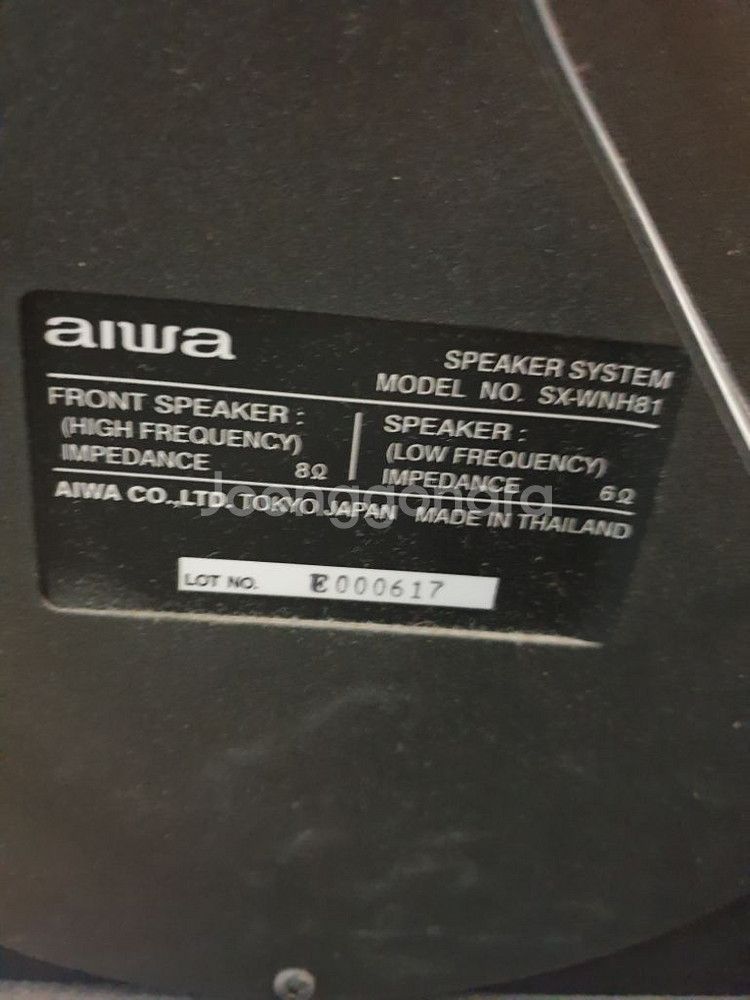 aiwa
SPEAKER SYSTEM
MODEL NO. SX-WNH81
FRONT SPEAKER :
(HIGH FREQUENCY)
IMPEDANCE 8Ω
SPEAKER :
(LOW FREQUENCY)
IMPEDANCE 6Ω
AIWA CO.,LTD. TOKYO JAPAN MADE IN THAILAND
Joonggonara
LOT NO. E000617